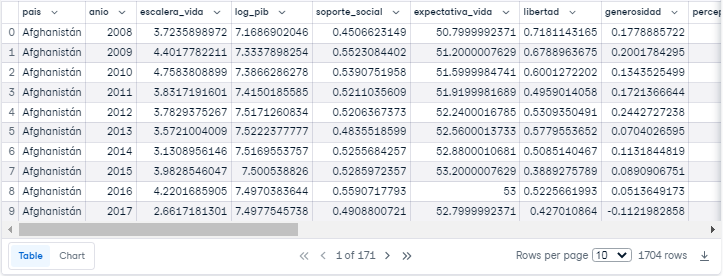 pais anio escalera_vida log_pib soporte_social expectativa_vida libertad generosidad percep
0 Afghanistán 2008 3.7235898972 7.1686902046 0.4506623149 50.7999992371 0.7181143165 0.1778885722
1 Afghanistán 2009 4.4017782211 7.3337898254 0.5523084402 51.2000007629 0.6788963675 0.2001784295
2 Afghanistán 2010 4.7583808899 7.3866286278 0.5390751958 51.5999984741 0.6001272202 0.1343525499
3 Afghanistán 2011 3.8317191601 7.4150185585 0.5211035609 51.9199981689 0.4959014058 0.1721366644
4 Afghanistán 2012 3.7829375267 7.5171260834 0.5206367373 52.2400016785 0.5309350491 0.2442727238
5 Afghanistán 2013 3.5721004009 7.5222377777 0.4835518599 52.5600013733 0.5779553652 0.0704026595
6 Afghanistán 2014 3.1308956146 7.5169553757 0.5255684257 52.8800010681 0.5085140467 0.1131844819
7 Afghanistán 2015 3.9828546047 7.500538826 0.5285972357 53.2000007629 0.3889275789 0.0890906751
8 Afghanistán 2016 4.2201685905 7.4970383644 0.5590717793 53 0.5225661993 0.0513649173
9 Afghanistán 2017 2.6617181301 7.4977545738 0.4908800721 52.7999992371 0.427010864 -0.1121982858
Table Chart 1 of 171 Rows per page 10 1704 rows